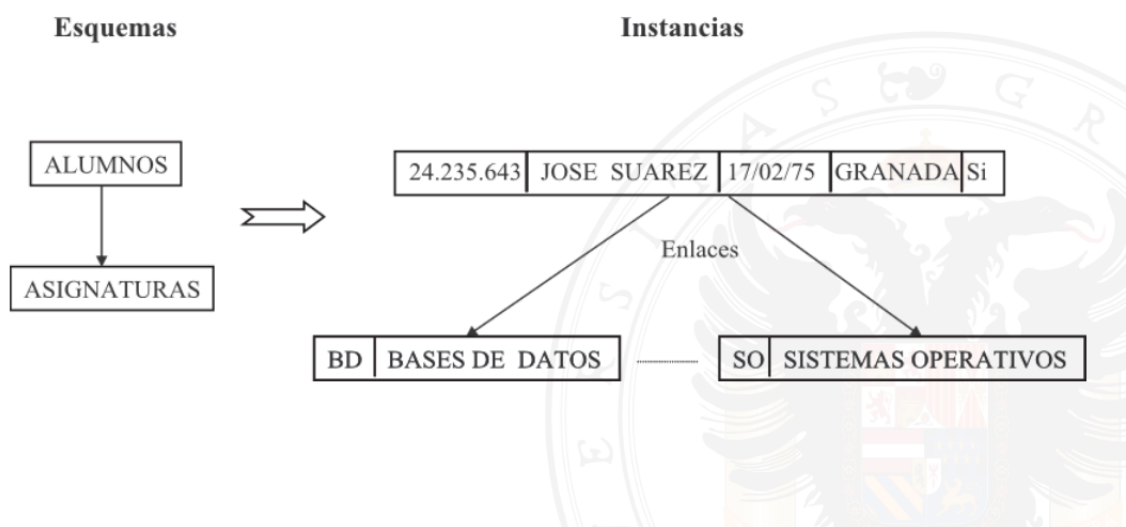 Esquemas
Instancias
ALUMNOS
24.235.643 JOSE SUAREZ 17/02/75 GRANADA Si
Enlaces
ASIGNATURAS
BD BASES DE DATOS
SO SISTEMAS OPERATIVOS